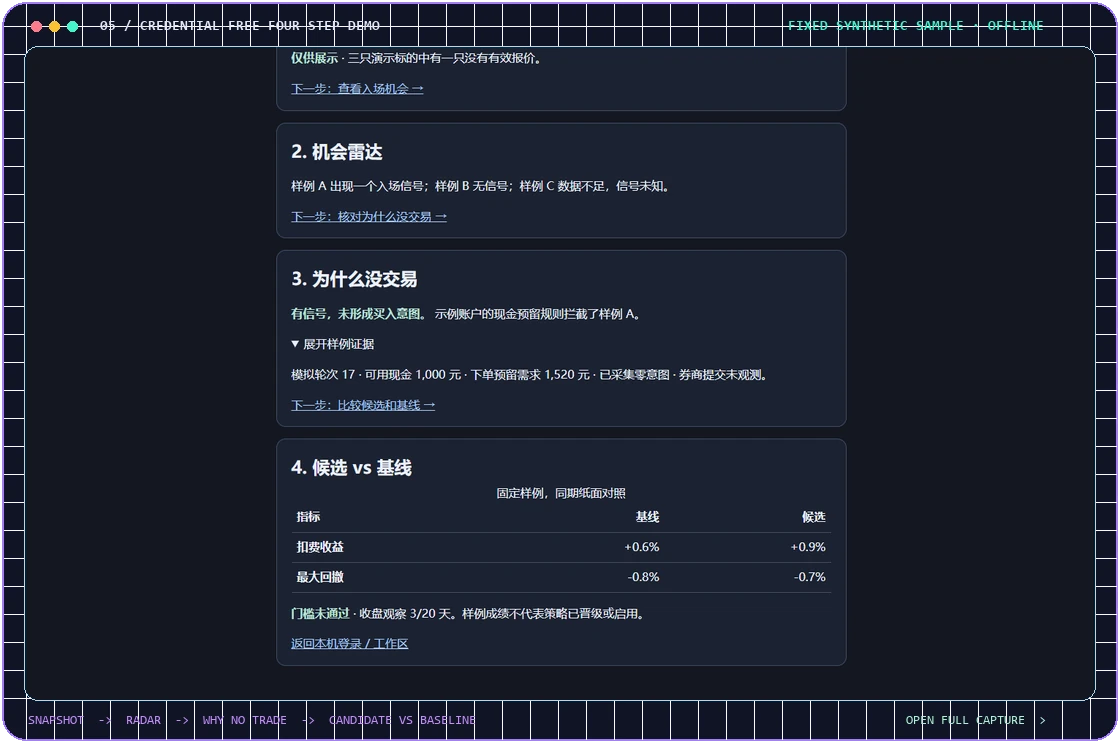 05 / CREDENTIAL FREE FOUR STEP DEMO
FIXED SYNTHETIC SAMPLE · OFFLINE
仅供展示 · 三只演示标的中有一只没有有效报价。
下一步：查看入场机会 →
2. 机会雷达
样例 A 出现一个入场信号；样例 B 无信号；样例 C 数据不足，信号未知。
下一步：核对为什么没交易 →
3. 为什么没交易
有信号，未形成买入意图。 示例账户的现金预留规则拦截了样例 A。
▼ 展开样例证据
模拟轮次 17 · 可用现金 1,000 元 · 下单预留需求 1,520 元 · 已采集零意图 · 券商提交未观测。
下一步：比较候选和基线 →
4. 候选 vs 基线
固定样例，同期纸面对照
指标 基线 候选
扣费收益 +0.6% +0.9%
最大回撤 -0.8% -0.7%
门槛未通过 · 收盘观察 3/20 天。样例成绩不代表策略已晋级或启用。
返回本机登录 / 工作区
SNAPSHOT -> RADAR -> WHY NO TRADE -> CANDIDATE VS BASELINE
OPEN FULL CAPTURE >